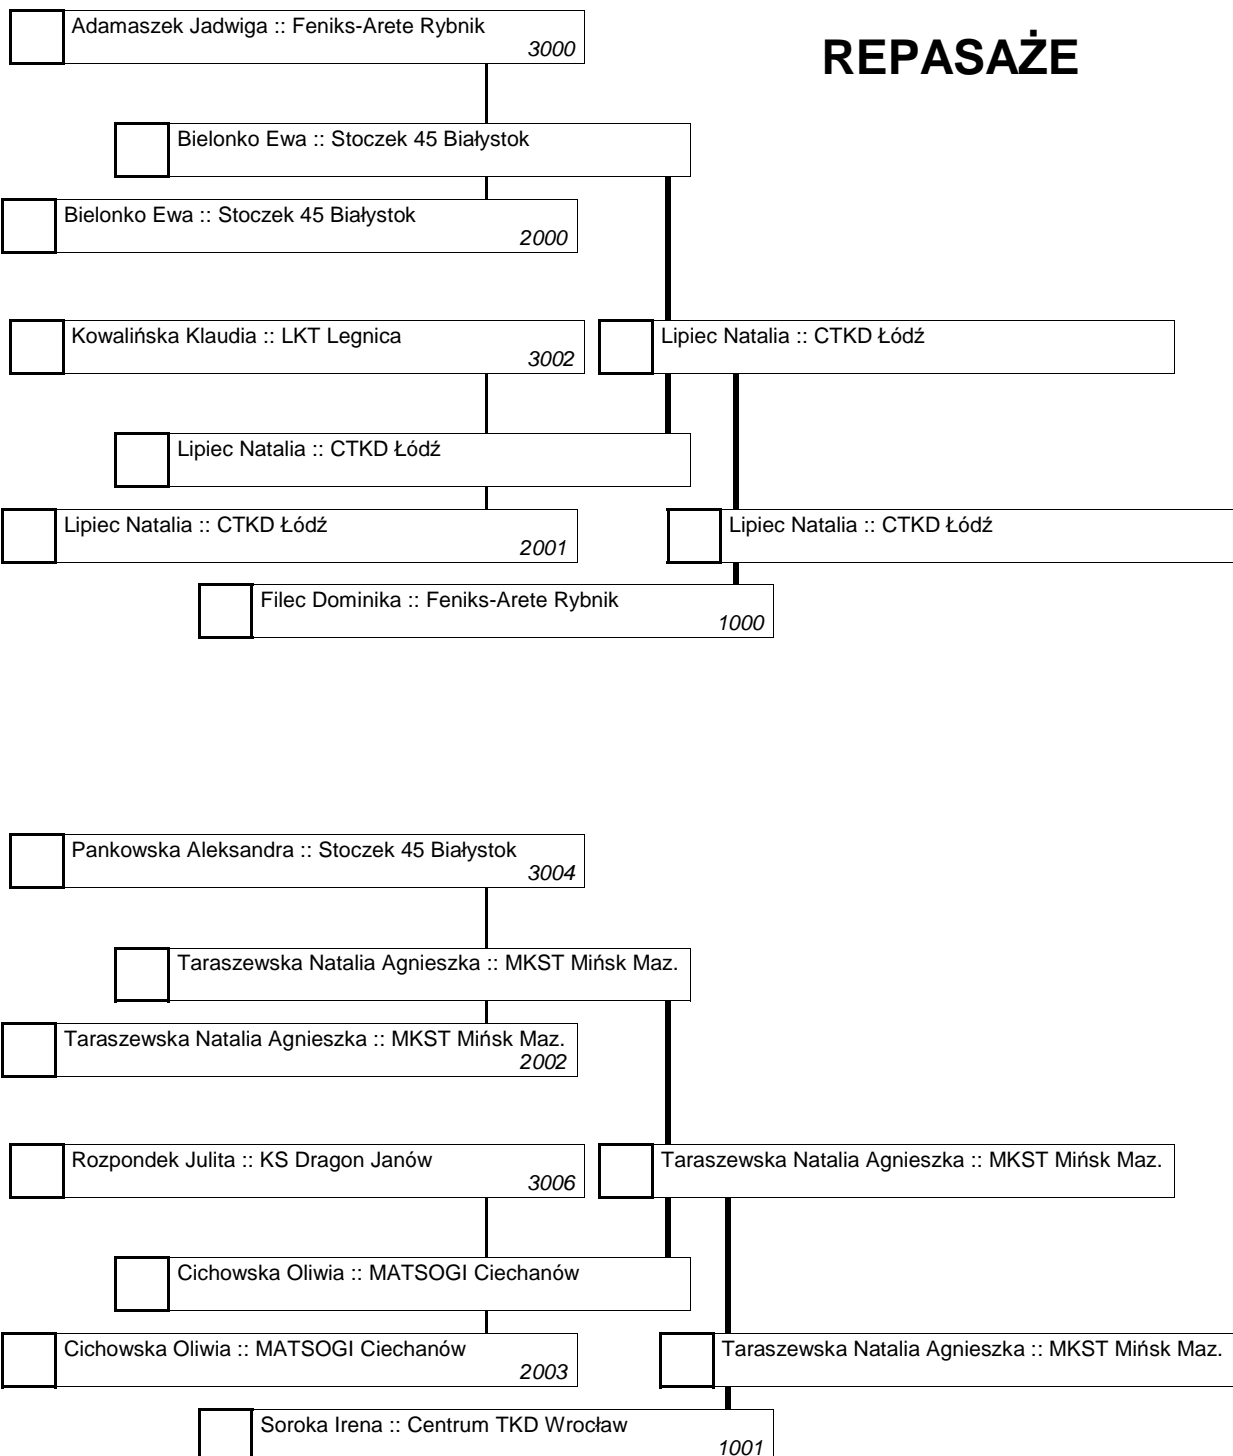 Adamaszek Jadwiga :: Feniks-Arete Rybnik
3000
REPASAŻE
Bielonko Ewa :: Stoczek 45 Białystok
Bielonko Ewa :: Stoczek 45 Białystok
2000
Kowalińska Klaudia :: LKT Legnica
3002
Lipiec Natalia :: CTKD Łódź
Lipiec Natalia :: CTKD Łódź
Lipiec Natalia :: CTKD Łódź
2001
Lipiec Natalia :: CTKD Łódź
Filec Dominika :: Feniks-Arete Rybnik
1000
Pankowska Aleksandra :: Stoczek 45 Białystok
3004
Taraszewska Natalia Agnieszka :: MKST Mińsk Maz.
Taraszewska Natalia Agnieszka :: MKST Mińsk Maz.
2002
Rozpondek Julita :: KS Dragon Janów
3006
Taraszewska Natalia Agnieszka :: MKST Mińsk Maz.
Cichowska Oliwia :: MATSOGI Ciechanów
Cichowska Oliwia :: MATSOGI Ciechanów
2003
Taraszewska Natalia Agnieszka :: MKST Mińsk Maz.
Soroka Irena :: Centrum TKD Wrocław
1001